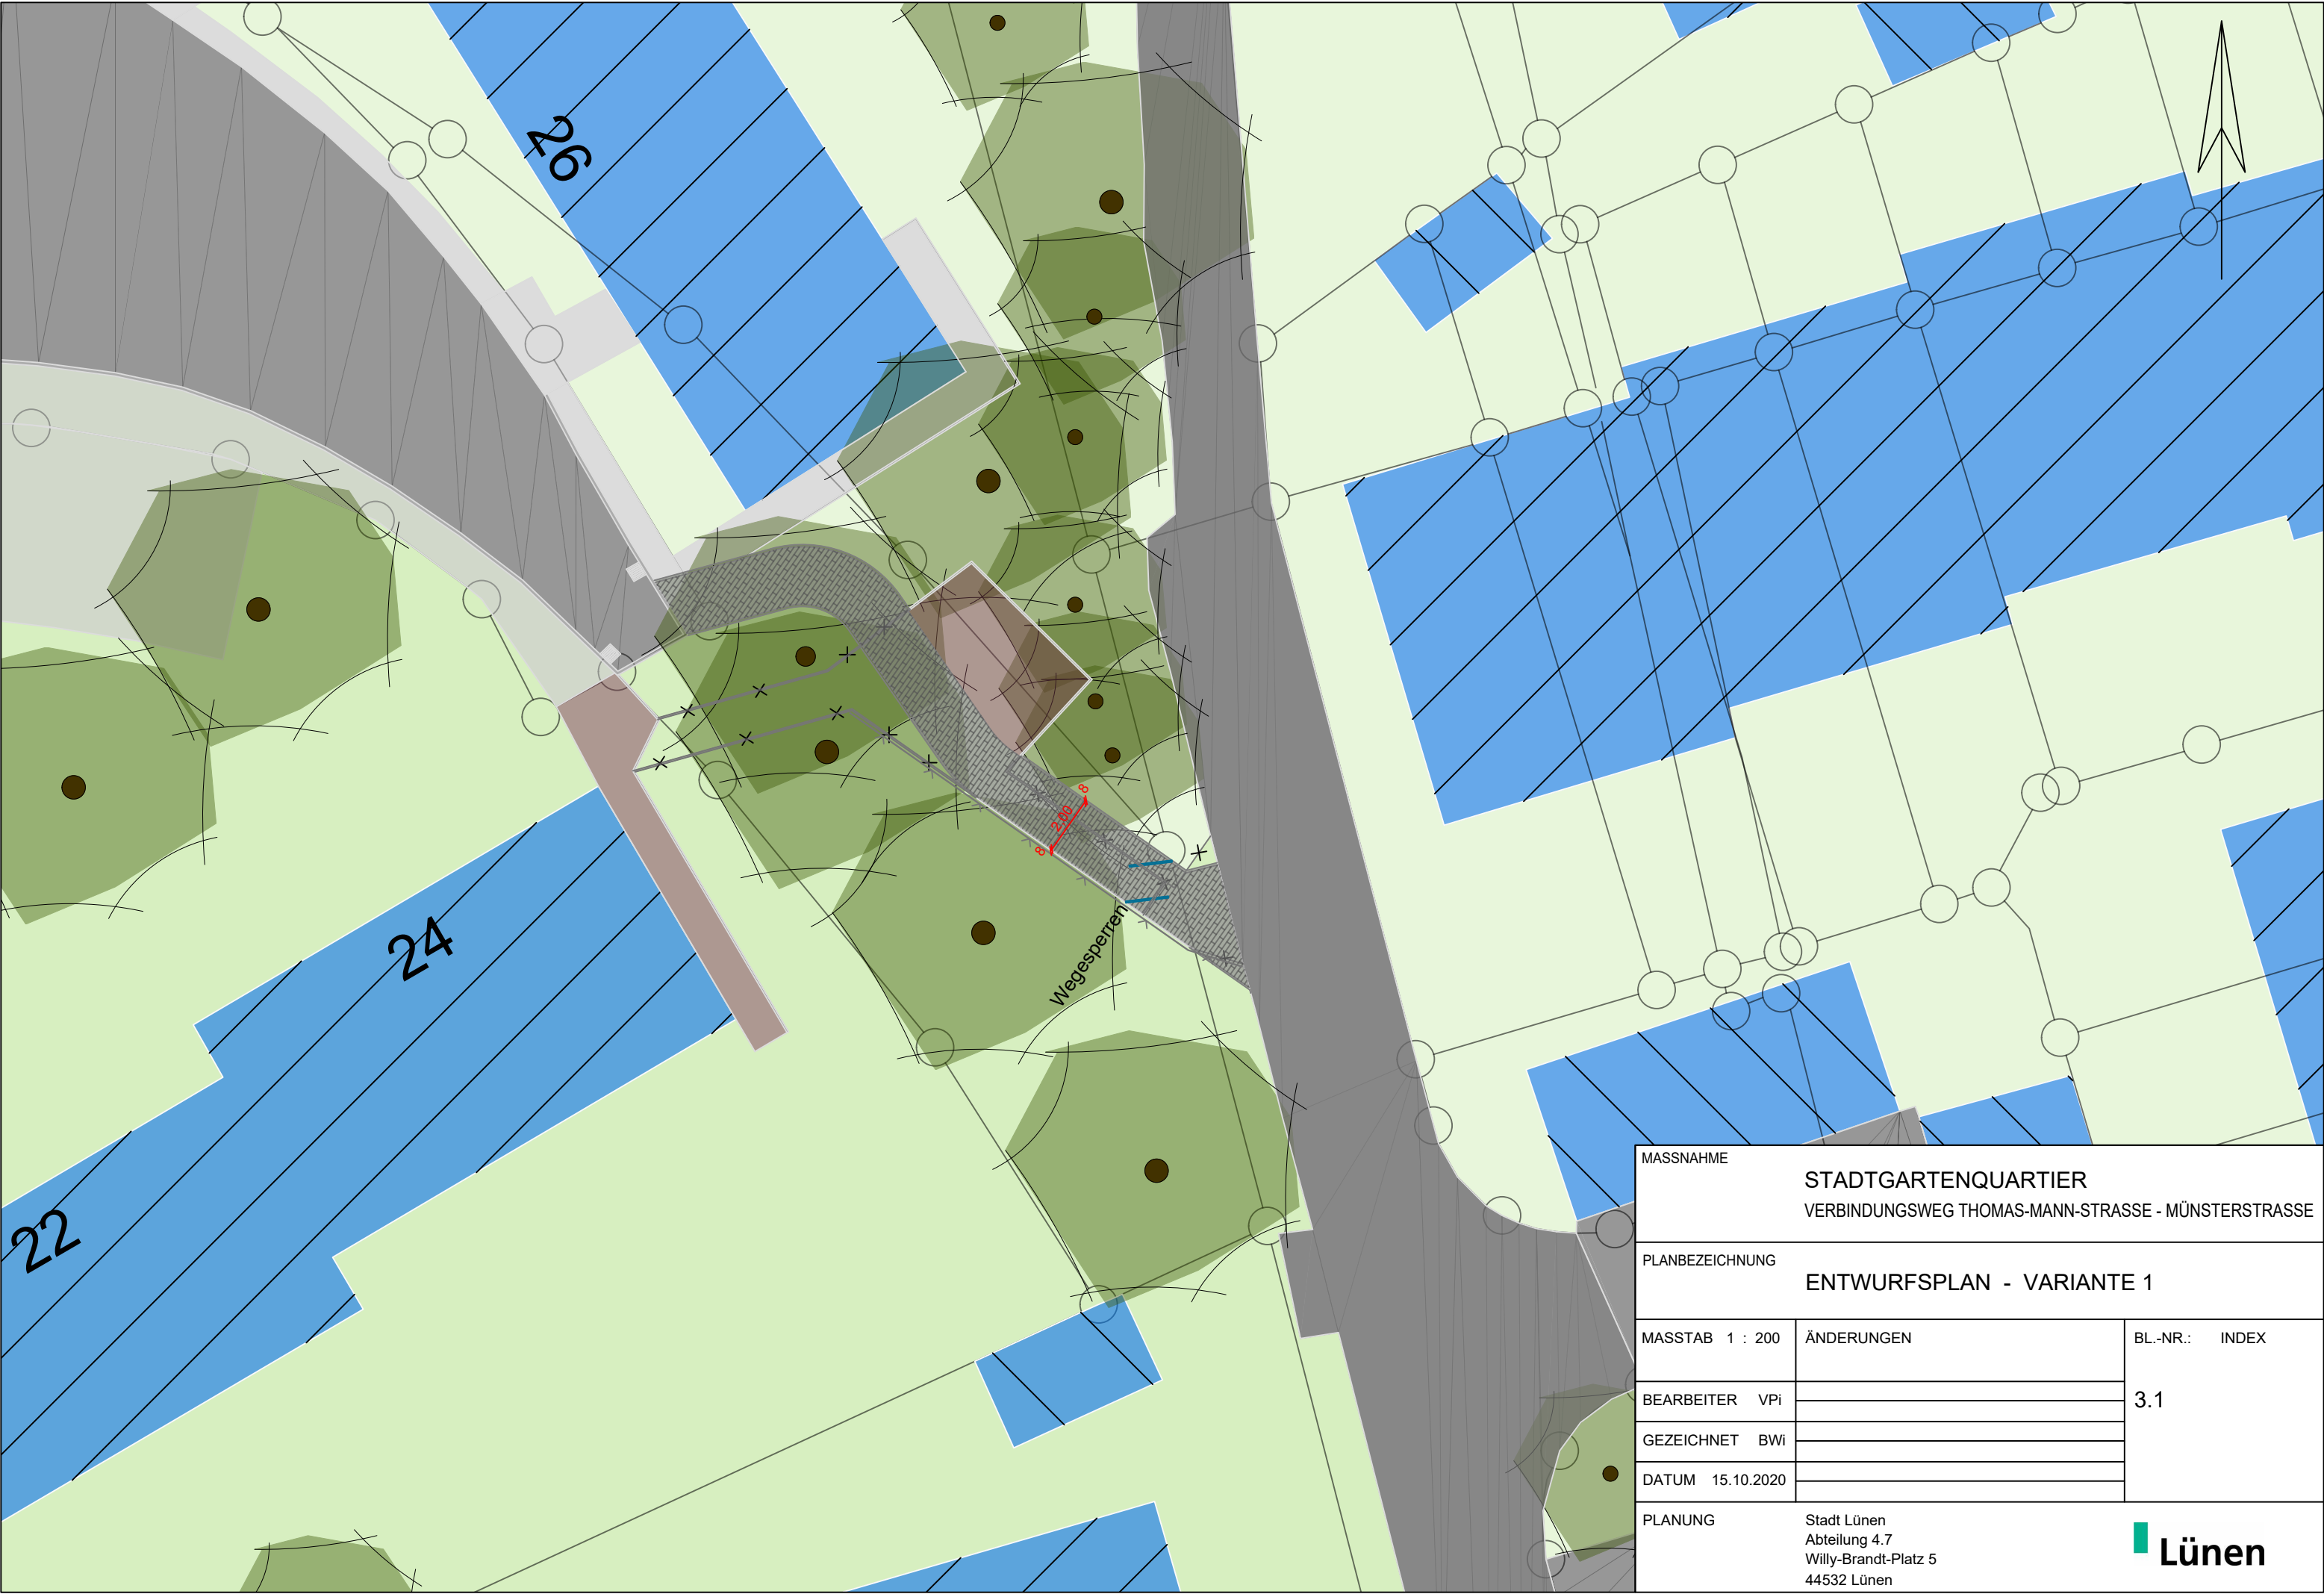 26
24
22
8
2.00
8
Wegesperren
MASSNAHME
STADTGARTENQUARTIER
VERBINDUNGSWEG THOMAS-MANN-STRASSE - MÜNSTERSTRASSE
PLANBEZEICHNUNG
ENTWURFSPLAN - VARIANTE 1
MASSTAB 1 : 200
ÄNDERUNGEN
BL.-NR.: INDEX
BEARBEITER VPi
3.1
GEZEICHNET BWi
DATUM 15.10.2020
PLANUNG
Stadt Lünen
Abteilung 4.7
Willy-Brandt-Platz 5
44532 Lünen
Lünen